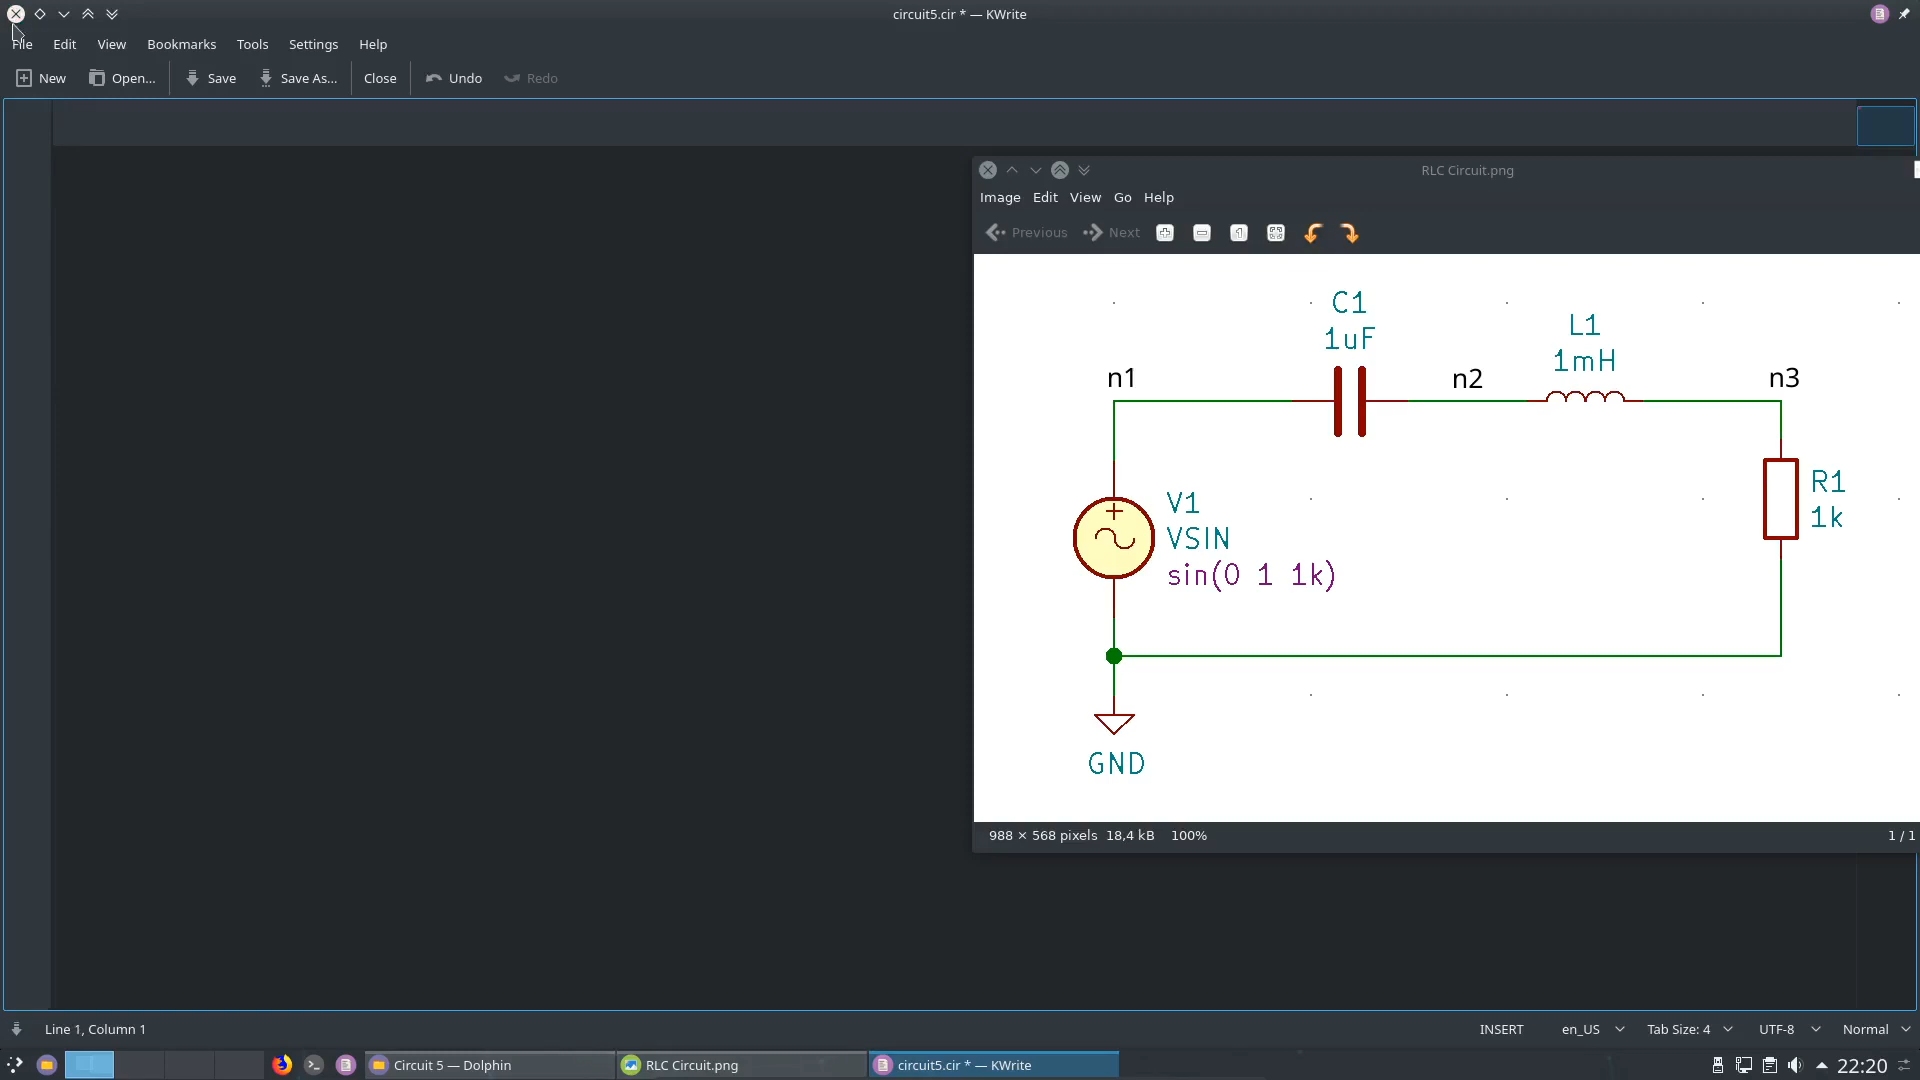 circuit5.cir * — KWrite
File Edit View Bookmarks Tools Settings Help
New Open... Save Save As... Close Undo Redo
RLC Circuit.png
Image Edit View Go Help
Previous Next
C1
1uF
L1
1mH
n1
n2
n3
R1
1k
V1
VSIN
sin(0 1 1k)
GND
988 × 568 pixels 18,4 kB 100%
1 / 1
Line 1, Column 1
INSERT en_US Tab Size: 4 UTF-8 Normal
Circuit 5 — Dolphin
RLC Circuit.png
circuit5.cir * — KWrite
22:20